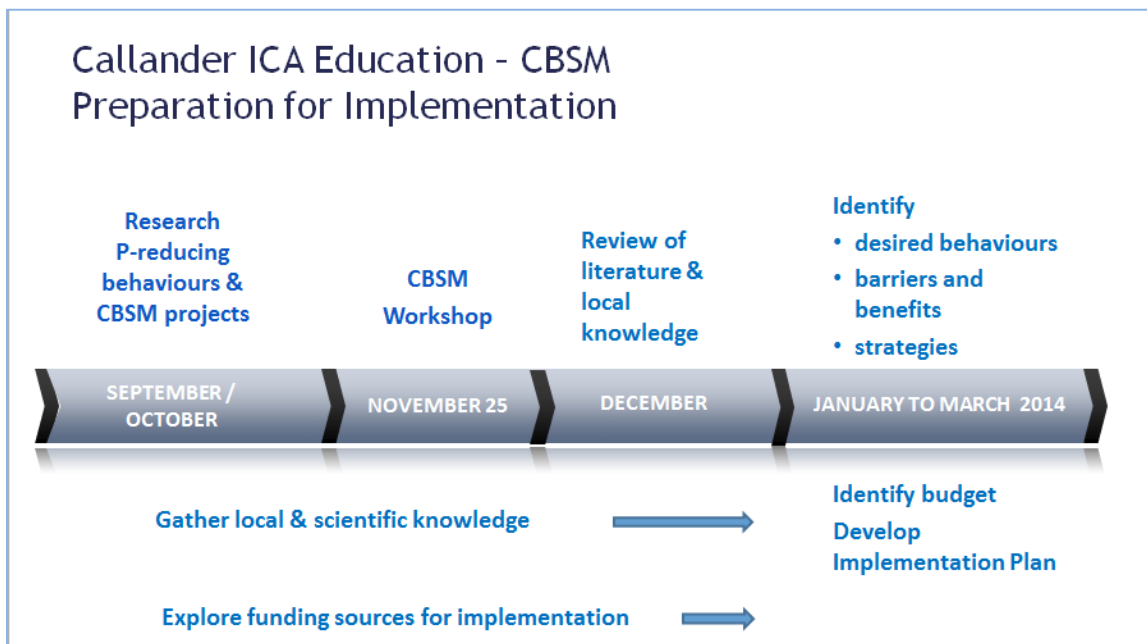 Callander ICA Education – CBSM
Preparation for Implementation
Research
P-reducing
behaviours &
CBSM projects
CBSM
Workshop
Review of
literature &
local
knowledge
Identify
• desired behaviours
• barriers and
benefits
• strategies
SEPTEMBER /
OCTOBER
NOVEMBER 25
DECEMBER
JANUARY TO MARCH 2014
Gather local & scientific knowledge
Identify budget
Develop
Implementation Plan
Explore funding sources for implementation